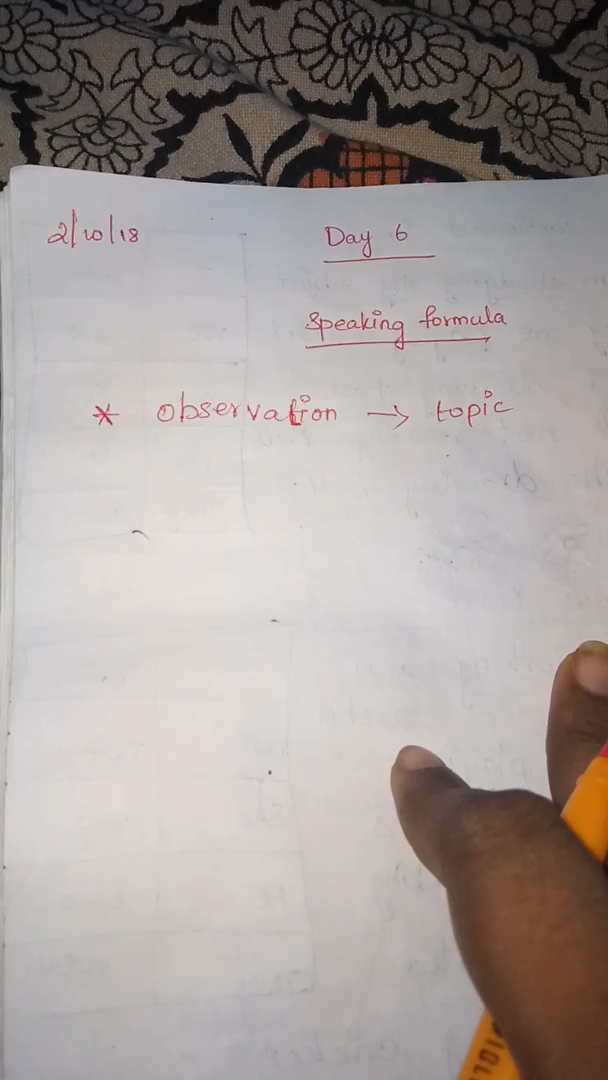 2/10/18
Day 6
Speaking formula
* observation → topic